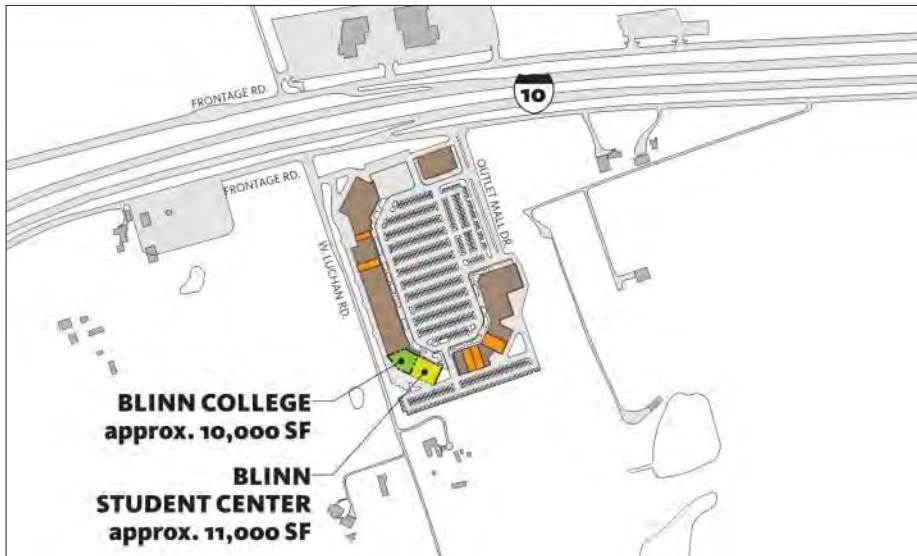 FRONTAGE RD.
10
FRONTAGE RD.
OUTLET MALL DR.
W. LUCHAN RD.
BLINN COLLEGE
approx. 10,000 SF
BLINN
STUDENT CENTER
approx. 11,000 SF